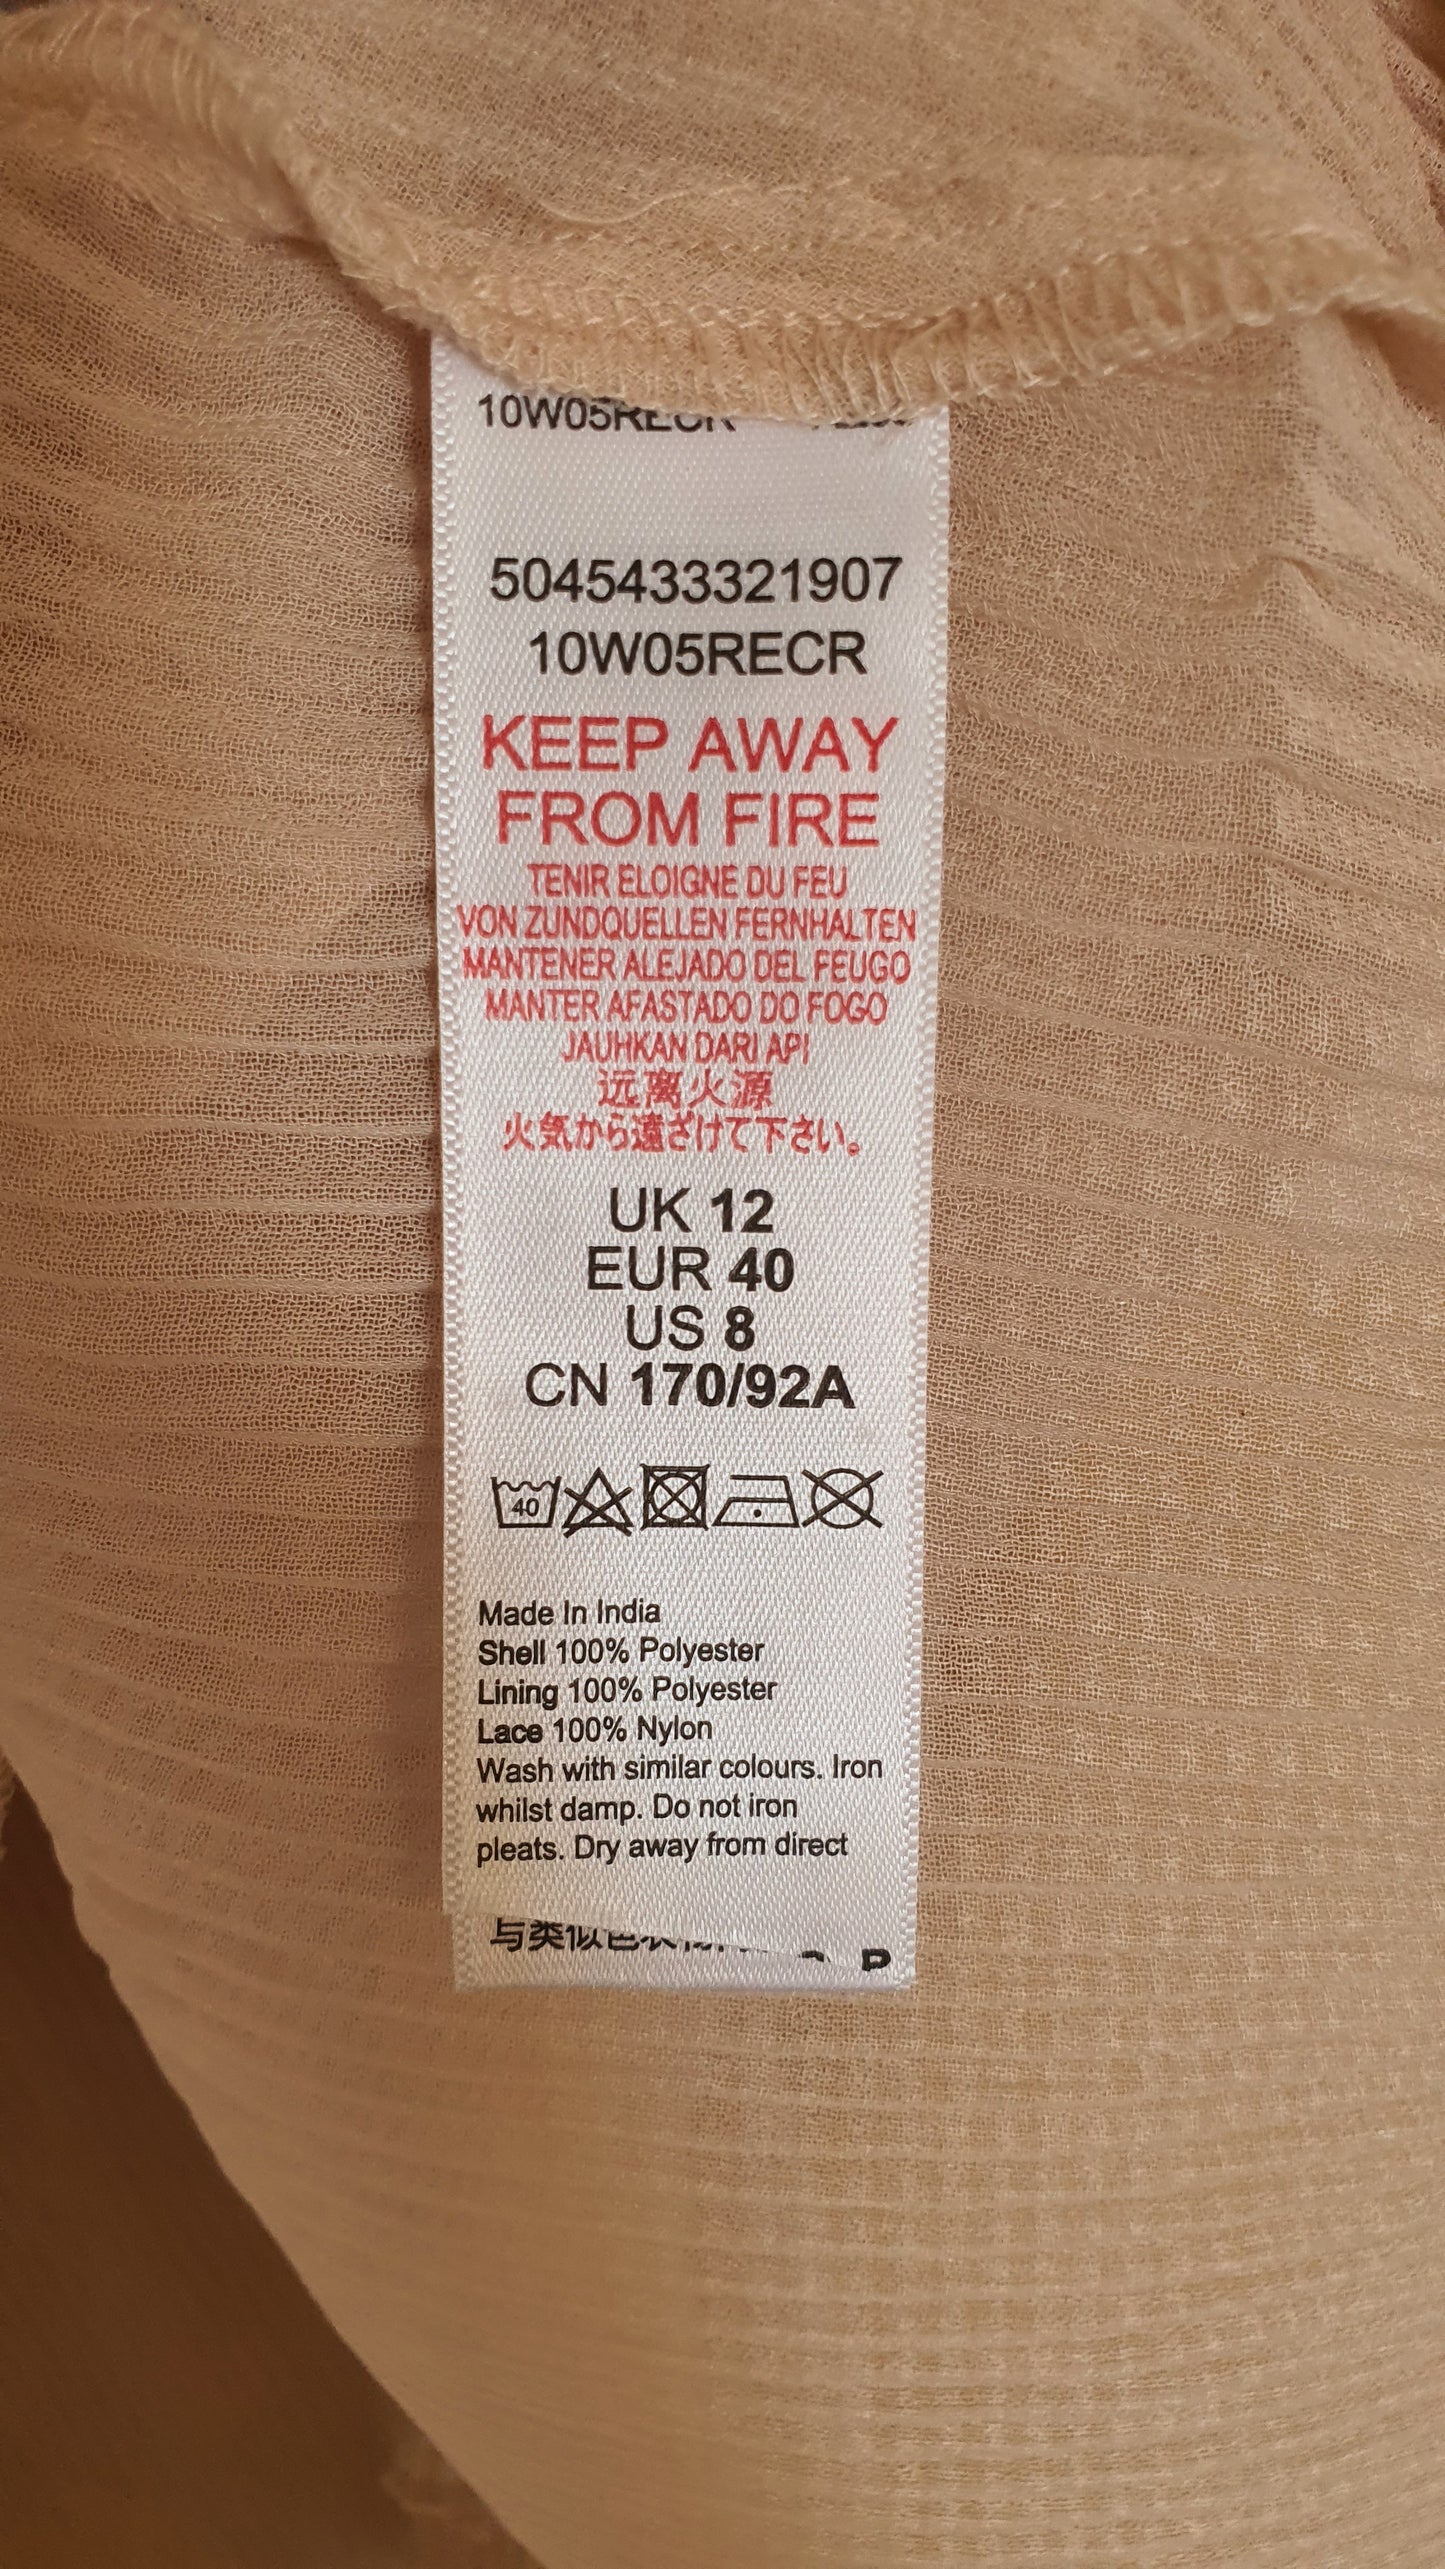 10W05RECR
5045433321907
10W05RECR
KEEP AWAY
FROM FIRE
TENIR ELOIGNE DU FEU
VON ZUNDQUELLEN FERNHALTEN
MANTENER ALEJADO DEL FEUGO
MANTER AFASTADO DO FOGO
JAUHKAN DARI API
远离火源
火気から遠ざけて下さい。
UK 12
EUR 40
US 8
CN 170/92A
40
Made In India
Shell 100% Polyester
Lining 100% Polyester
Lace 100% Nylon
Wash with similar colours. Iron
whilst damp. Do not iron
pleats. Dry away from direct
与类似色